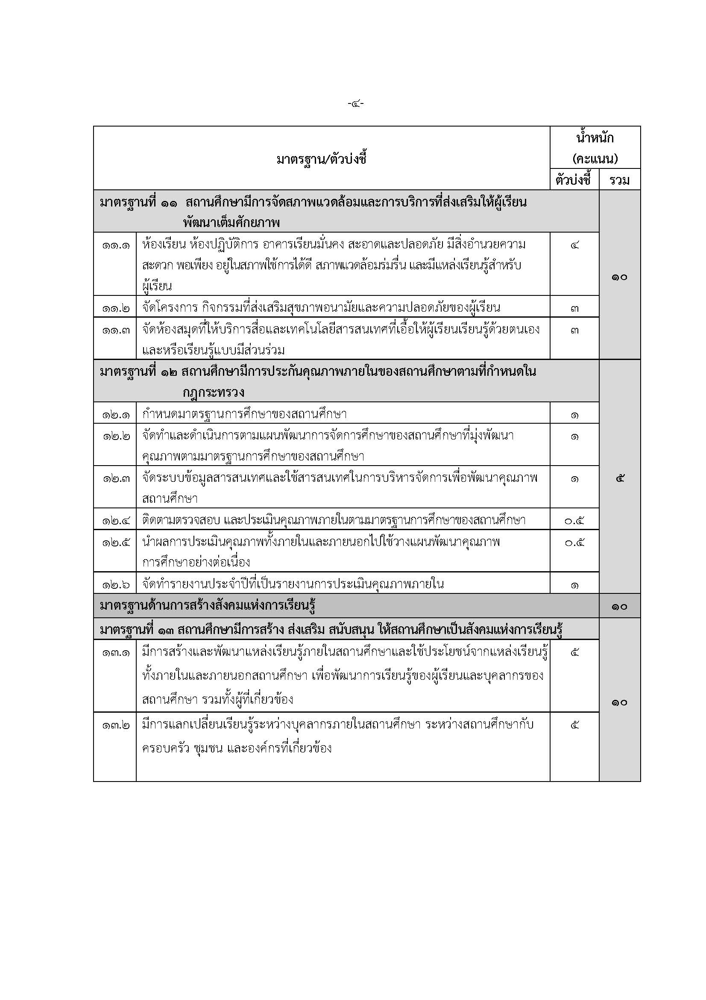 -๔-
มาตรฐาน/ตัวบ่งชี้
น้ำหนัก
(คะแนน)
ตัวบ่งชี้ รวม
มาตรฐานที่ ๑๑ สถานศึกษามีการจัดสภาพแวดล้อมและการบริการที่ส่งเสริมให้ผู้เรียน
พัฒนาเต็มศักยภาพ
๑๐
๑๑.๑ ห้องเรียน ห้องปฏิบัติการ อาคารเรียนมั่นคง สะอาดและปลอดภัย มีสิ่งอำนวยความ ๔
สะดวก พอเพียง อยู่ในสภาพใช้การได้ดี สภาพแวดล้อมร่มรื่น และมีแหล่งเรียนรู้สำหรับ
ผู้เรียน
๑๑.๒ จัดโครงการ กิจกรรมที่ส่งเสริมสุขภาพอนามัยและความปลอดภัยของผู้เรียน ๓
๑๑.๓ จัดห้องสมุดที่ให้บริการสื่อและเทคโนโลยีสารสนเทศที่เอื้อให้ผู้เรียนเรียนรู้ด้วยตนเอง ๓
และหรือเรียนรู้แบบมีส่วนร่วม
มาตรฐานที่ ๑๒ สถานศึกษามีการประกันคุณภาพภายในของสถานศึกษาตามที่กำหนดใน
กฎกระทรวง
๕
๑๒.๑ กำหนดมาตรฐานการศึกษาของสถานศึกษา ๑
๑๒.๒ จัดทำและดำเนินการตามแผนพัฒนาการจัดการศึกษาของสถานศึกษาที่มุ่งพัฒนา ๑
คุณภาพตามมาตรฐานการศึกษาของสถานศึกษา
๑๒.๓ จัดระบบข้อมูลสารสนเทศและใช้สารสนเทศในการบริหารจัดการเพื่อพัฒนาคุณภาพ ๑
สถานศึกษา
๑๒.๔ ติดตามตรวจสอบ และประเมินคุณภาพภายในตามมาตรฐานการศึกษาของสถานศึกษา ๐.๕
๑๒.๕ นำผลการประเมินคุณภาพทั้งภายในและภายนอกไปใช้วางแผนพัฒนาคุณภาพ ๐.๕
การศึกษาอย่างต่อเนื่อง
๑๒.๖ จัดทำรายงานประจำปีที่เป็นรายงานการประเมินคุณภาพภายใน ๑
มาตรฐานด้านการสร้างสังคมแห่งการเรียนรู้ ๑๐
มาตรฐานที่ ๑๓ สถานศึกษามีการสร้าง ส่งเสริม สนับสนุน ให้สถานศึกษาเป็นสังคมแห่งการเรียนรู้
๑๐
๑๓.๑ มีการสร้างและพัฒนาแหล่งเรียนรู้ภายในสถานศึกษาและใช้ประโยชน์จากแหล่งเรียนรู้ ๕
ทั้งภายในและภายนอกสถานศึกษา เพื่อพัฒนาการเรียนรู้ของผู้เรียนและบุคลากรของ
สถานศึกษา รวมทั้งผู้ที่เกี่ยวข้อง
๑๓.๒ มีการแลกเปลี่ยนเรียนรู้ระหว่างบุคลากรภายในสถานศึกษา ระหว่างสถานศึกษากับ ๕
ครอบครัว ชุมชน และองค์กรที่เกี่ยวข้อง